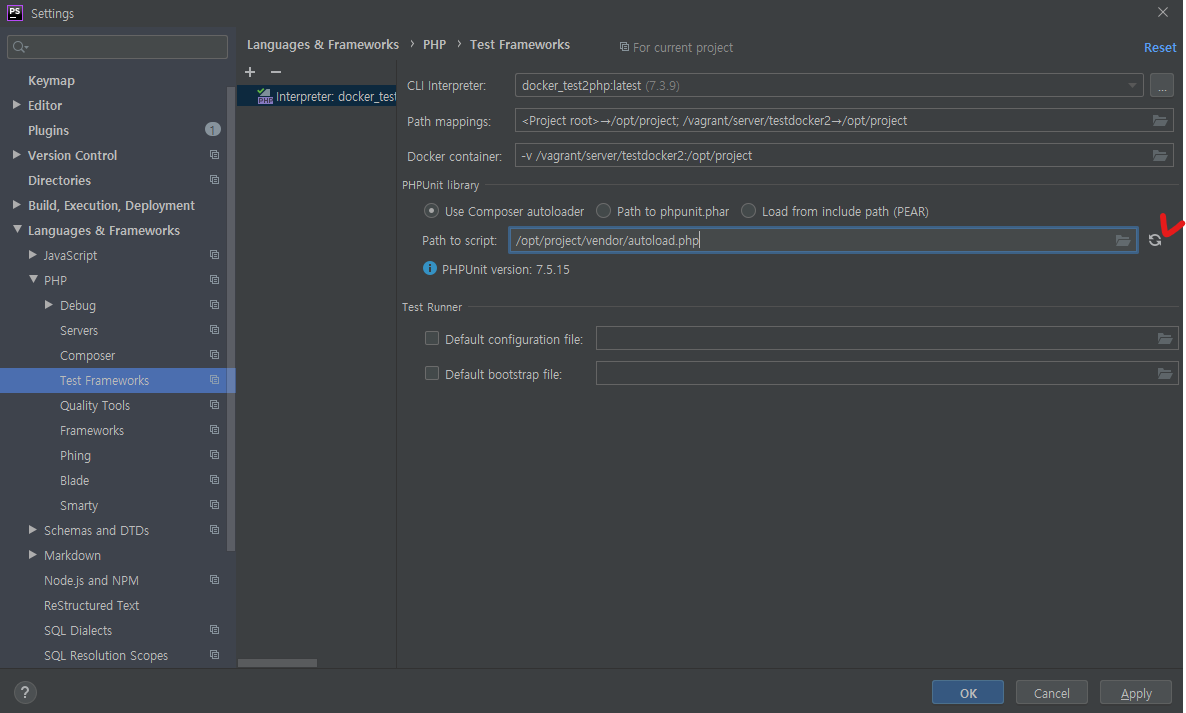 PS Settings
Languages & Frameworks › PHP › Test Frameworks For current project Reset
Keymap
Editor
Plugins 1
Version Control
Directories
Build, Execution, Deployment
Languages & Frameworks
JavaScript
PHP
Debug
Servers
Composer
Test Frameworks
Quality Tools
Frameworks
Phing
Blade
Smarty
Schemas and DTDs
Markdown
Node.js and NPM
ReStructured Text
SQL Dialects
SQL Resolution Scopes
PHP Interpreter: docker_test
CLI Interpreter: docker_test2php:latest (7.3.9) ...
Path mappings: <Project root>→/opt/project; /vagrant/server/testdocker2→/opt/project
Docker container: -v /vagrant/server/testdocker2:/opt/project
PHPUnit library
Use Composer autoloader Path to phpunit.phar Load from include path (PEAR)
Path to script: /opt/project/vendor/autoload.php
PHPUnit version: 7.5.15
Test Runner
Default configuration file:
Default bootstrap file:
? OK Cancel Apply